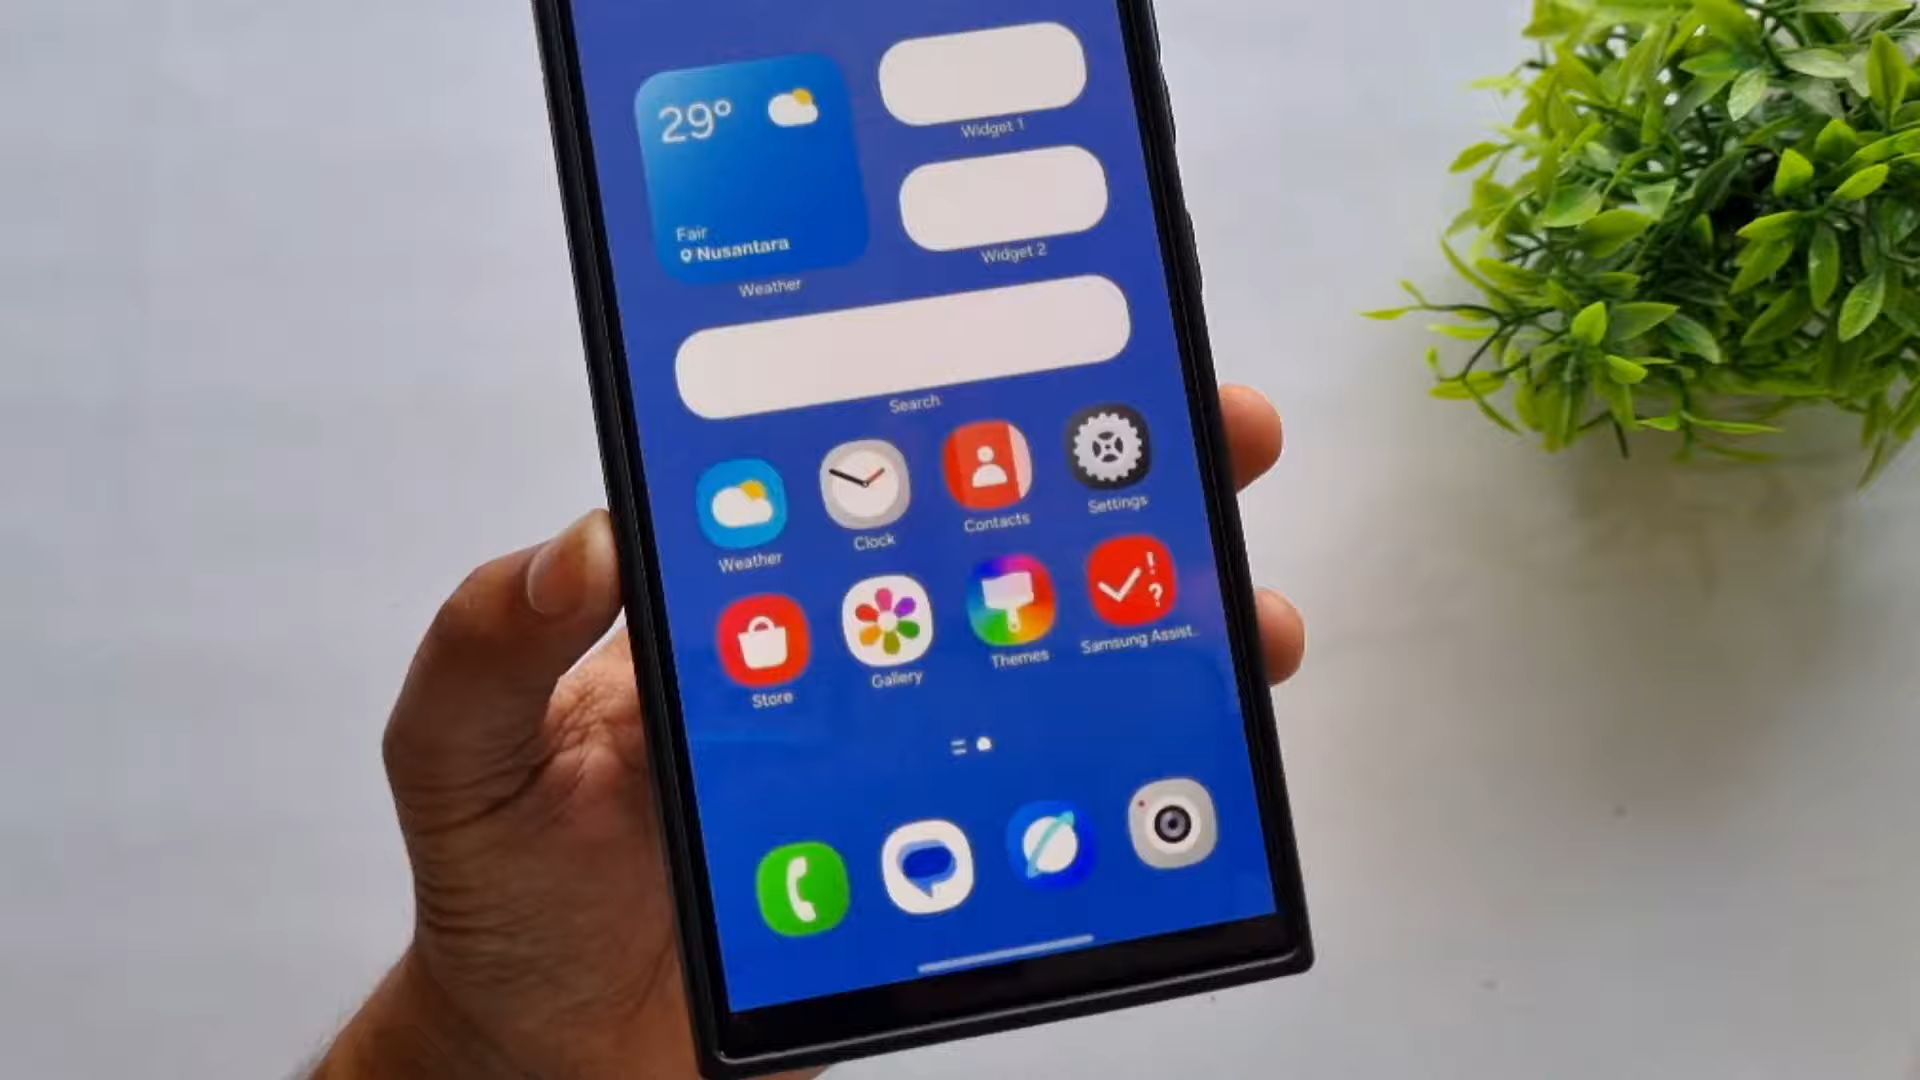 29°
Fair
Nusantara
Weather
Widget 1
Widget 2
Search
Weather
Clock
Contacts
Settings
Store
Gallery
Themes
Samsung Assist..